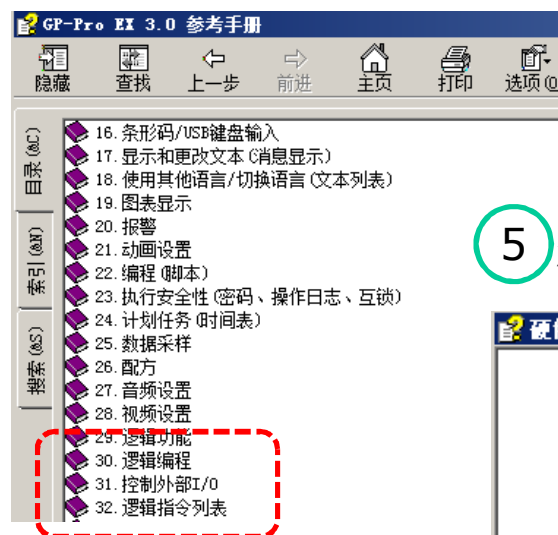 GP-Pro EX 3.0 参考手册
隐藏 查找 上一步 前进 主页 打印 选项(O
目录(&C)
索引(&N)
搜索(&S)
16.条形码/USB键盘输入
17.显示和更改文本(消息显示)
18.使用其他语言/切换语言(文本列表)
19.图表显示
20.报警
21.动画设置
22.编程(脚本)
23.执行安全性(密码、操作日志、互锁)
24.计划任务(时间表)
25.数据采样
26.配方
27.音频设置
28.视频设置
29.逻辑功能
30.逻辑编程
31.控制外部I/O
32.逻辑指令列表
5
硬